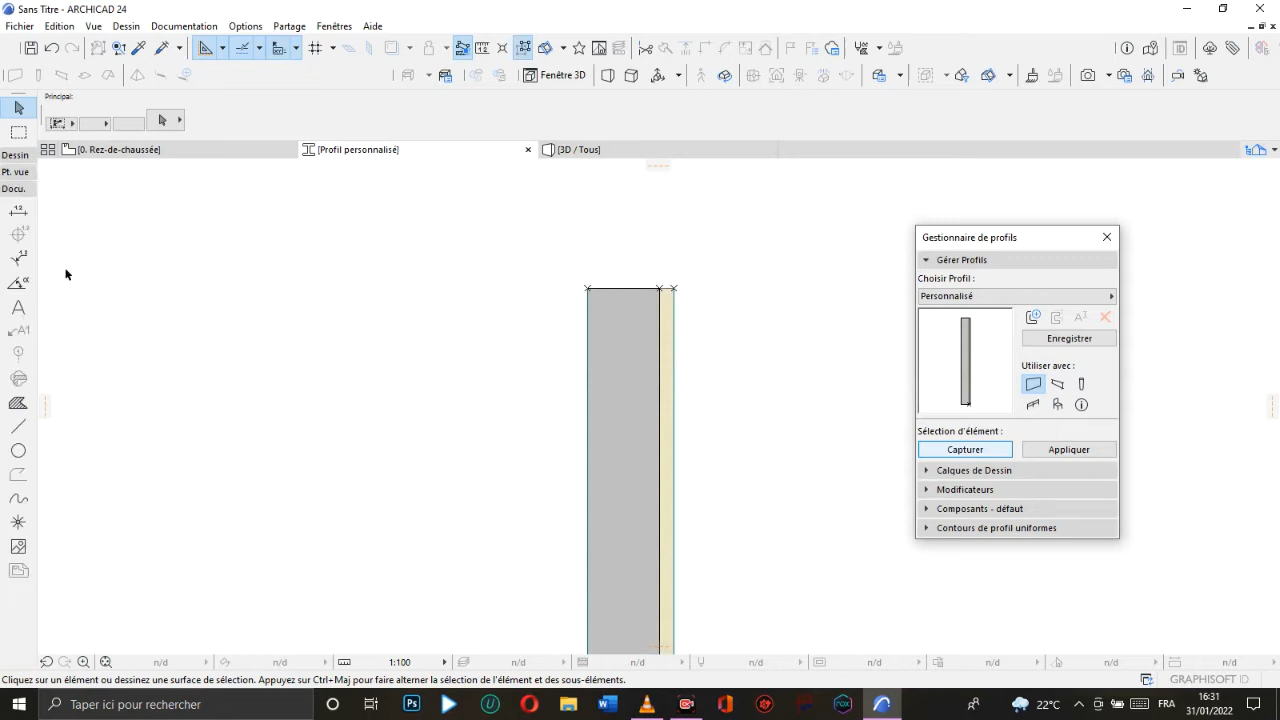 Sans Titre - ARCHICAD 24
Fichier Edition Vue Dessin Documentation Options Partage Fenêtres Aide
Fenêtre 3D
Principal:
[0. Rez-de-chaussée]
[Profil personnalisé]
[3D / Tous]
Dessin
Pt. vue
Docu.
Gestionnaire de profils
Gérer Profils
Choisir Profil :
Personnalisé
Enregistrer
Utiliser avec :
Sélection d'élément :
Capturer
Appliquer
Calques de Dessin
Modificateurs
Composants - défaut
Contours de profil uniformes
n/d n/d 1:100 n/d n/d n/d n/d n/d n/d
Cliquez sur un élément ou dessinez une surface de sélection. Appuyez sur Ctrl+Maj pour faire alterner la sélection de l'élément et des sous-éléments.
GRAPHISOFT ID
Taper ici pour rechercher
22°C
FRA
16:31
31/01/2022